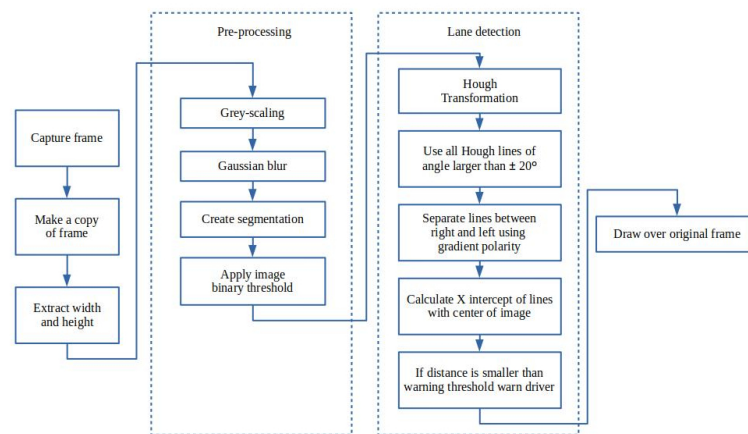 Capture frame
Make a copy
of frame
Extract width
and height
Pre-processing
Grey-scaling
Gaussian blur
Create segmentation
Apply image
binary threshold
Lane detection
Hough
Transformation
Use all Hough lines of
angle larger than ± 20°
Separate lines between
right and left using
gradient polarity
Calculate X intercept of lines
with center of image
If distance is smaller than
warning threshold warn driver
Draw over original frame